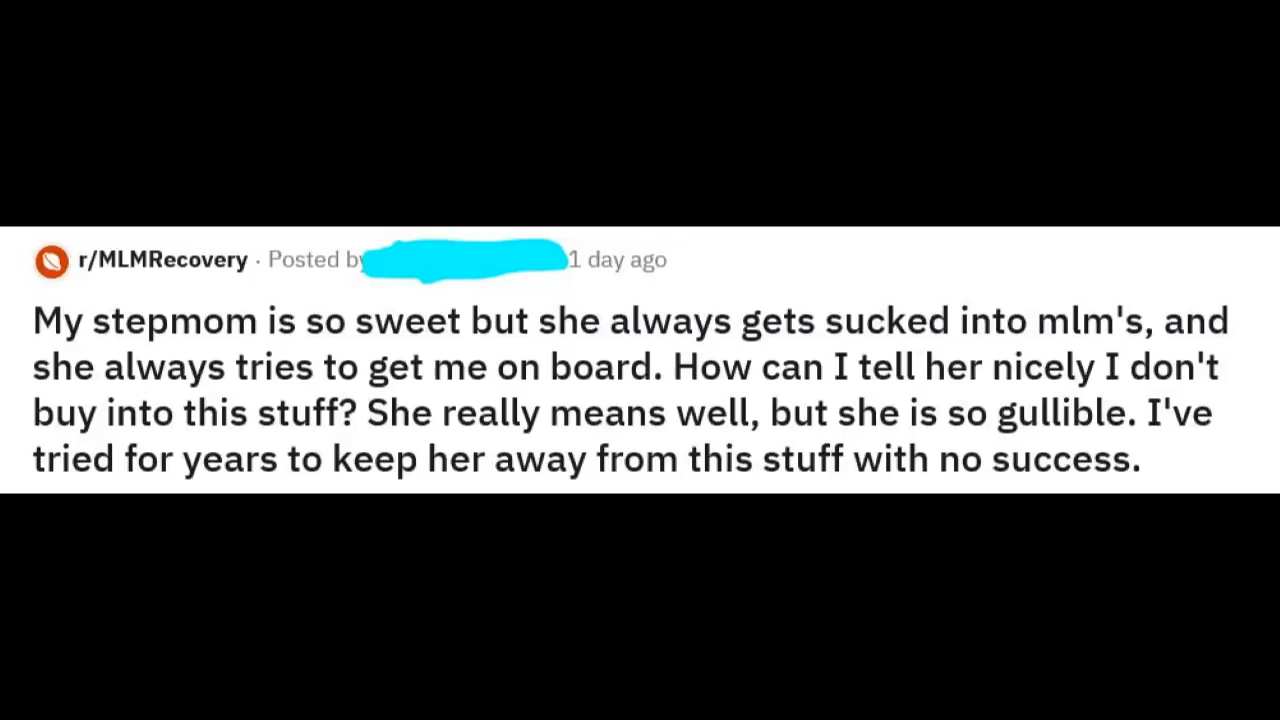 r/MLMRecovery · Posted by 1 day ago
My stepmom is so sweet but she always gets sucked into mlm's, and
she always tries to get me on board. How can I tell her nicely I don't
buy into this stuff? She really means well, but she is so gullible. I've
tried for years to keep her away from this stuff with no success.